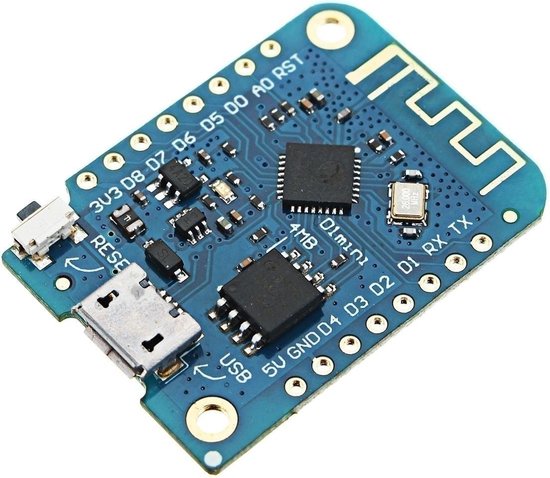 3V3 D8 D7 D6 D5 D0 A0 RST
RESE
USB
4MB
D1mini
5V GND D4 D3 D2 D1 RX TX